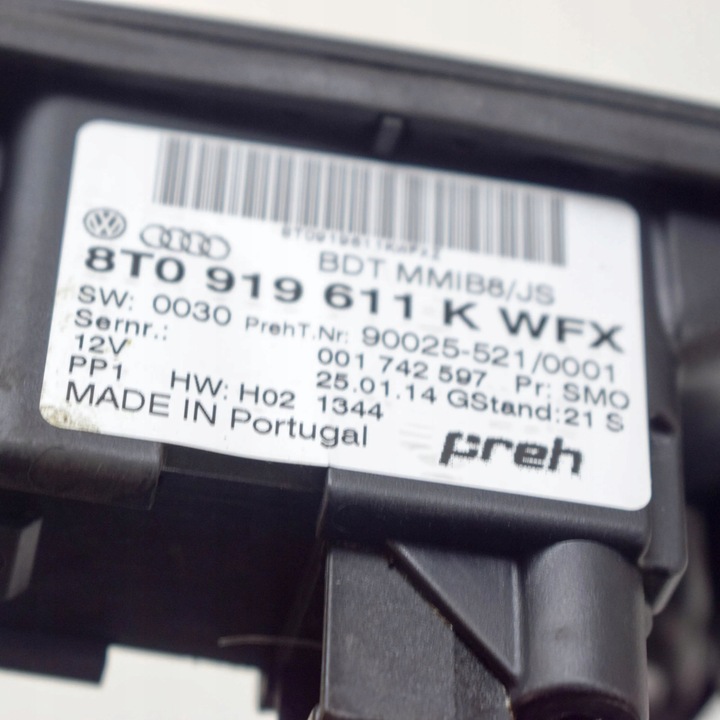 BDT MMIB8/JS
8T0 919 611 K WFX
SW: 0030 PrehT.Nr: 90025-521/0001
Sernr.: 001 742 597 Pr: SMO
12V 25.01.14 GStand:21 S
PP1 HW: H02 1344
MADE IN Portugal
preh